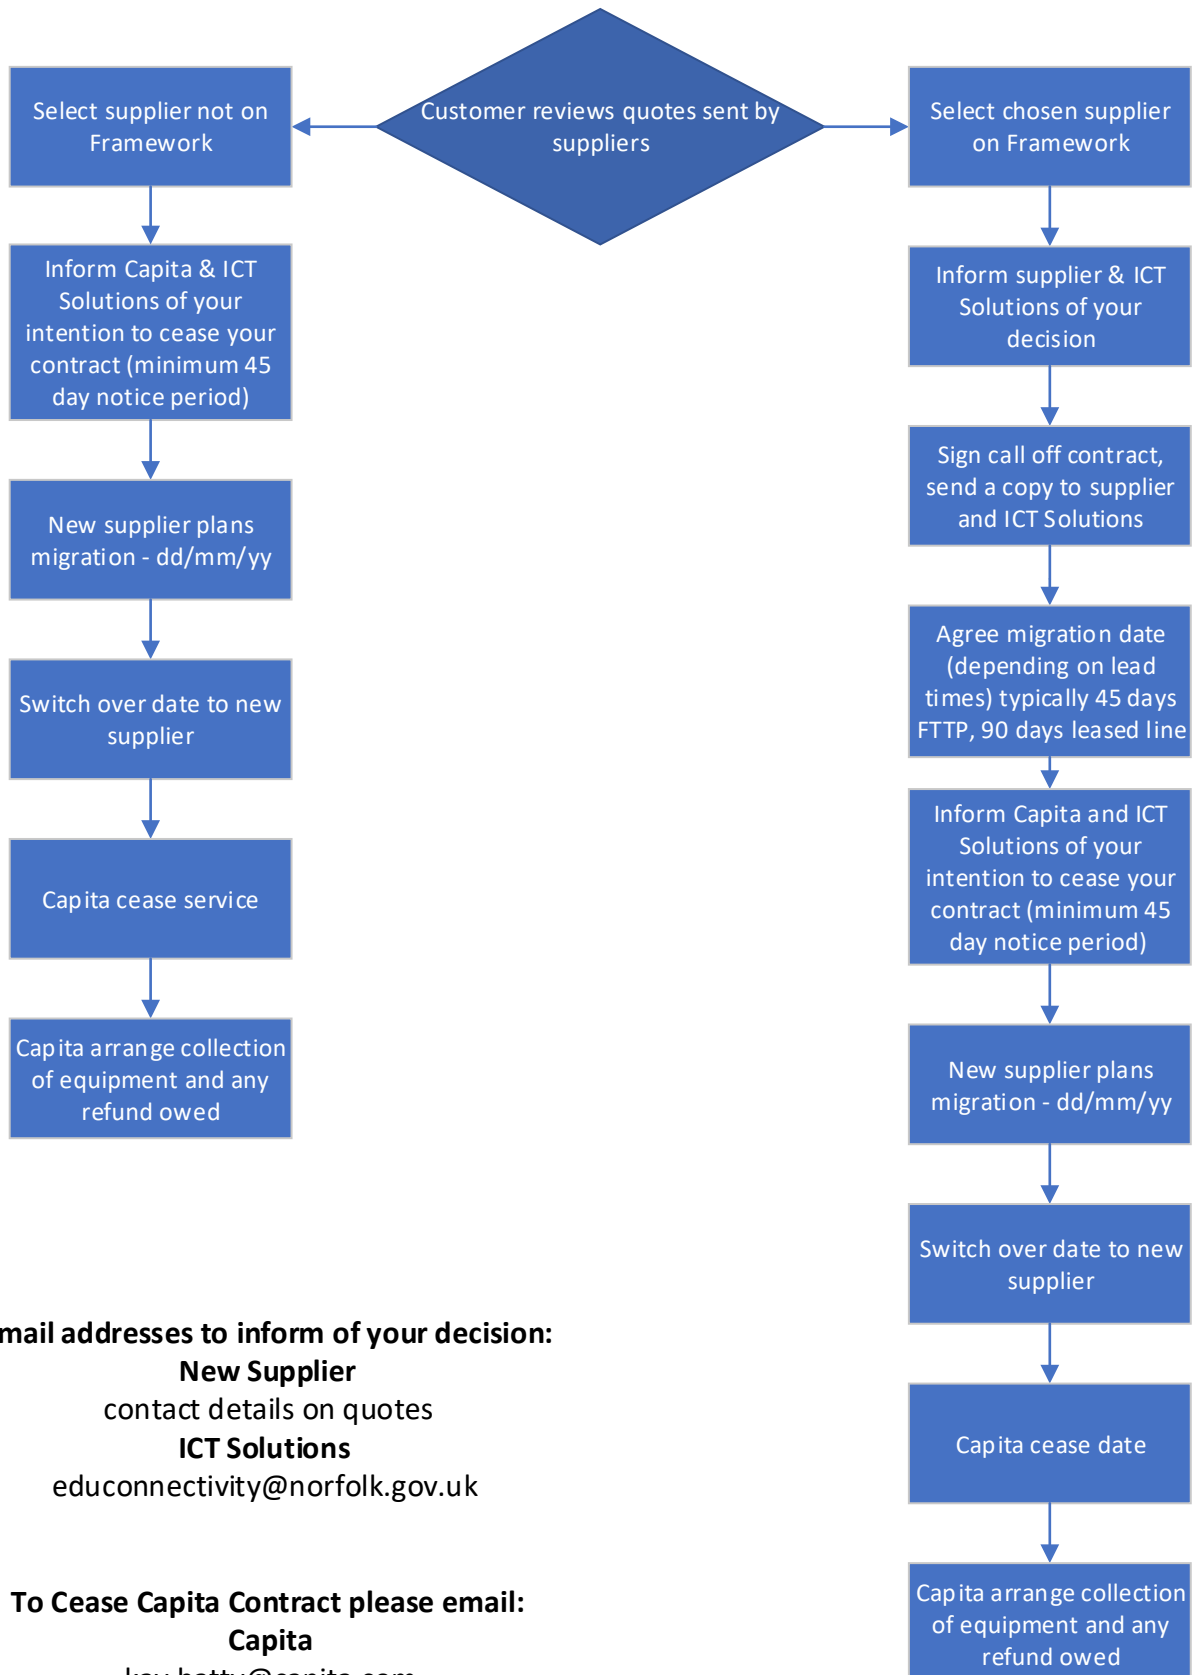 Customer reviews quotes sent by
suppliers
Select supplier not on
Framework
Inform Capita & ICT
Solutions of your
intention to cease your
contract (minimum 45
day notice period)
New supplier plans
migration - dd/mm/yy
Switch over date to new
supplier
Capita cease service
Capita arrange collection
of equipment and any
refund owed
Select chosen supplier
on Framework
Inform supplier & ICT
Solutions of your
decision
Sign call off contract,
send a copy to supplier
and ICT Solutions
Agree migration date
(depending on lead
times) typically 45 days
FTTP, 90 days leased line
Inform Capita and ICT
Solutions of your
intention to cease your
contract (minimum 45
day notice period)
New supplier plans
migration - dd/mm/yy
Switch over date to new
supplier
Capita cease date
Capita arrange collection
of equipment and any
refund owed
mail addresses to inform of your decision:
New Supplier
contact details on quotes
ICT Solutions
educonnectivity@norfolk.gov.uk
To Cease Capita Contract please email:
Capita